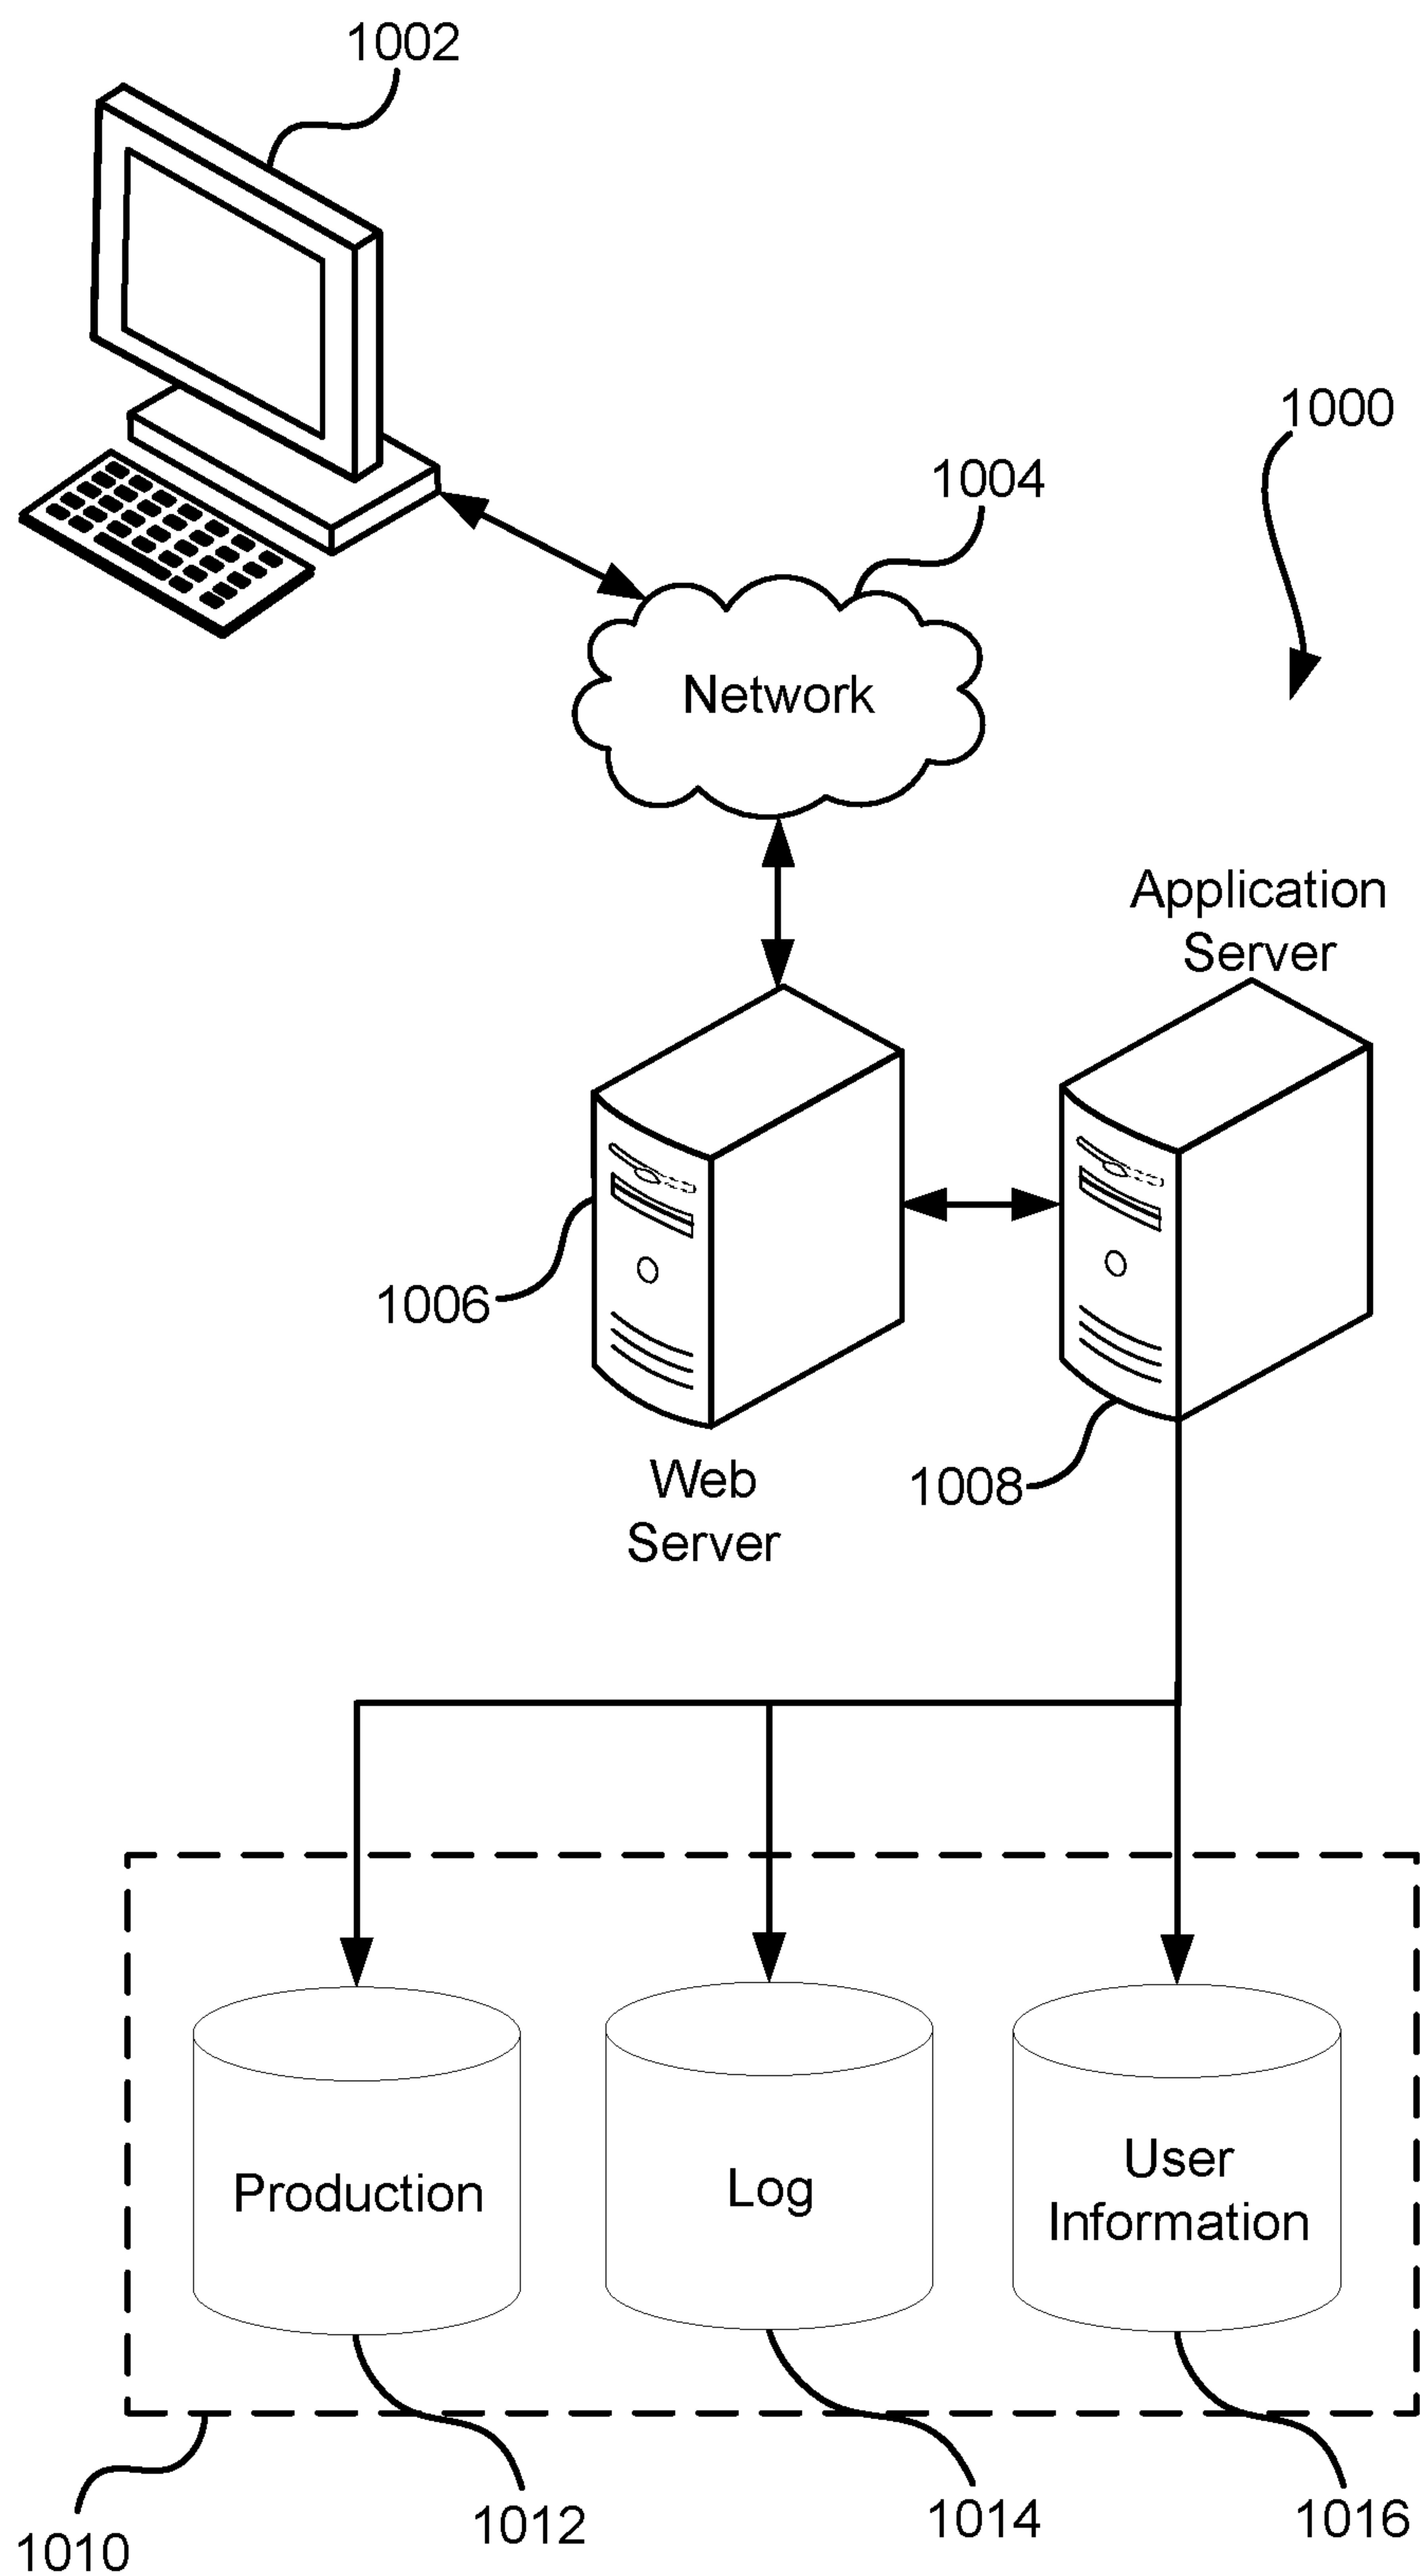 1002
1000
1004
Network
Application
Server
1006
1008
Web
Server
Production
Log
User
Information
1010
1012
1014
1016